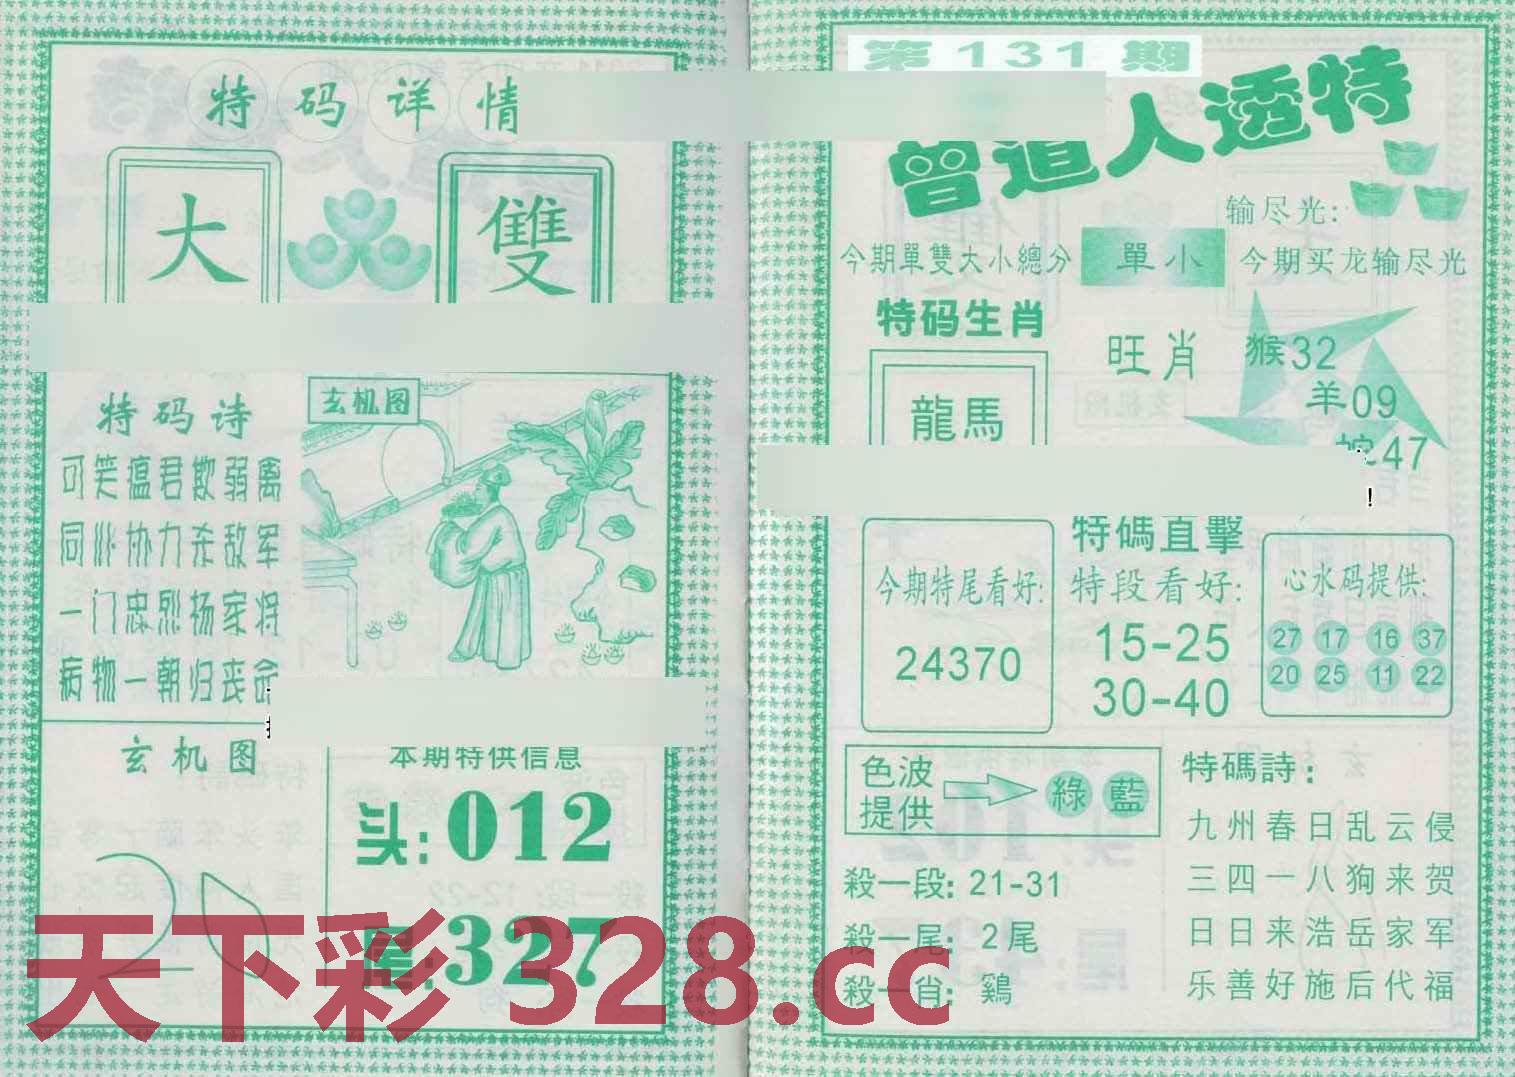 特码详情
大
雙
特码诗
可笑瘟君欺弱离
同川协力杀敌军
一门忠烈杨家将
病物一朝归丧命
玄机图
玄机图
本期特供信息
头:012
尾:327
第131期
曾道人透特
输尽光:
今期單雙大小總分
單小
今期买龙输尽光
特码生肖
龍馬
旺肖
猴32
羊09
47
!
特碼直擊
今期特尾看好:
24370
特段看好:
15-25
30-40
心水码提供:
27 17 16 37
20 25 11 22
色波提供
綠 藍
殺一段:21-31
殺一尾:2尾
殺一肖:鷄
特碼詩:
九州春日乱云侵
三四一八狗来贺
日日来浩岳家军
乐善好施后代福
天下彩 328.cc